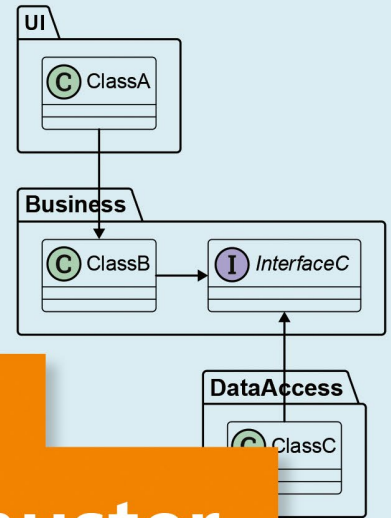 UI
C ClassA
Business
C ClassB
I InterfaceC
DataAccess
C ClassC